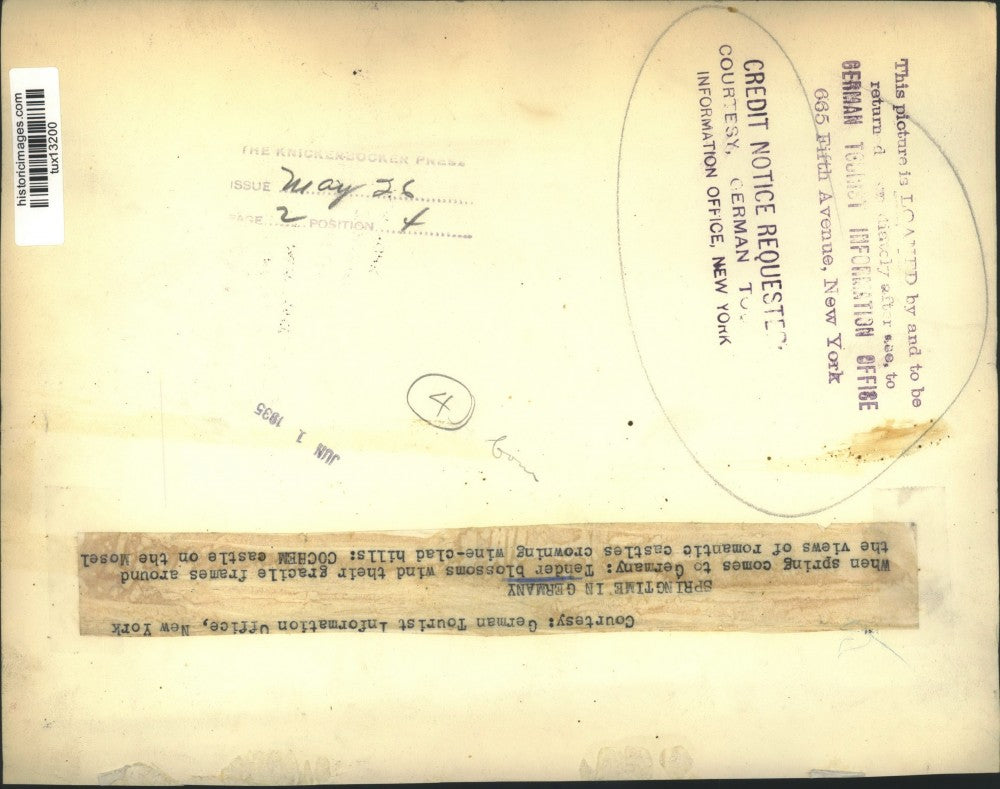 historicimages.com
tux13200
THE KNICKERBOCKER PRESS
ISSUE May 26
PAGE 2 POSITION 4
CREDIT NOTICE REQUESTED,
COURTESY, GERMAN
INFORMATION OFFICE, NEW YORK
This picture is LOANED by and to be
after use, to
GERMAN TOURIST INFORMATION OFFICE
665 Fifth Avenue, New York
4
JUN 1 1935
Courtesy: German Tourist Information Office, New York
SPRINGTIME IN GERMANY
When spring comes to Germany: Tender blossoms wind their gracile frames around
the views of romantic castles crowning wine-clad hills: COCHEM castle on the Mosel